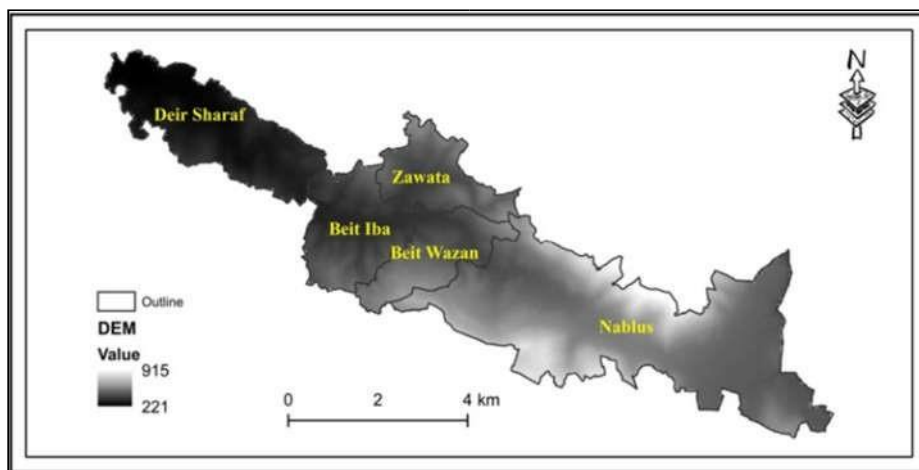 N
Deir Sharaf
Zawata
Beit Iba
Beit Wazan
Nablus
Outline
DEM
Value
915
221
0 2 4 km